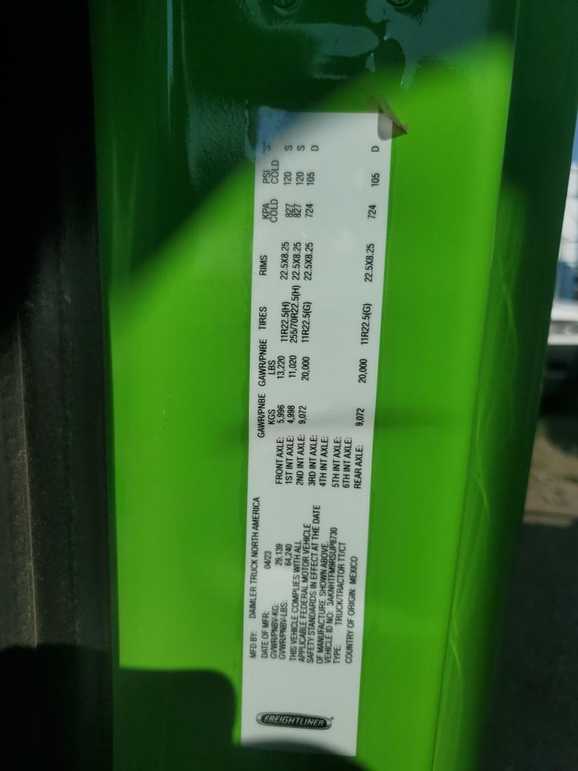 FREIGHTLINER
MFD BY: DAIMLER TRUCK NORTH AMERICA
DATE OF MFR: 04/23
GVWR/PNBV-KG: 29,139
GVWR/PNBV-LBS: 64,240
THIS VEHICLE COMPLIES WITH ALL
APPLICABLE FEDERAL MOTOR VEHICLE
SAFETY STANDARDS IN EFFECT AT THE DATE
OF MANUFACTURE SHOWN ABOVE.
VEHICLE ID NO:
TYPE: TRUCK/TRACTOR TT/CT
COUNTRY OF ORIGIN: MEXICO
GAWR/PNBE GAWR/PNBE TIRES RIMS KPA PSI
KGS LBS COLD COLD
FRONT AXLE: 5,996 13,220 11R22.5(H) 22.5X8.25 827 120 S
1ST INT AXLE: 4,998 11,020 255/70R22.5(H) 22.5X8.25 827 120 S
2ND INT AXLE: 9,072 20,000 11R22.5(G) 22.5X8.25 724 105 D
3RD INT AXLE:
4TH INT AXLE:
5TH INT AXLE:
6TH INT AXLE:
REAR AXLE: 9,072 20,000 11R22.5(G) 22.5X8.25 724 105 D